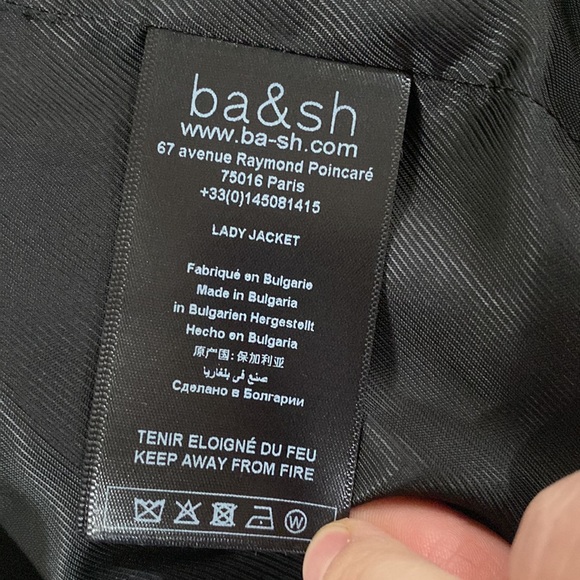 ba&sh
www.ba-sh.com
67 avenue Raymond Poincaré
75016 Paris
+33(0)145081415
LADY JACKET
Fabriqué en Bulgarie
Made in Bulgaria
in Bulgarien Hergestellt
Hecho en Bulgaria
原产国: 保加利亚
صنع في بلغاريا
Сделано в Болгарии
TENIR ELOIGNÉ DU FEU
KEEP AWAY FROM FIRE
W